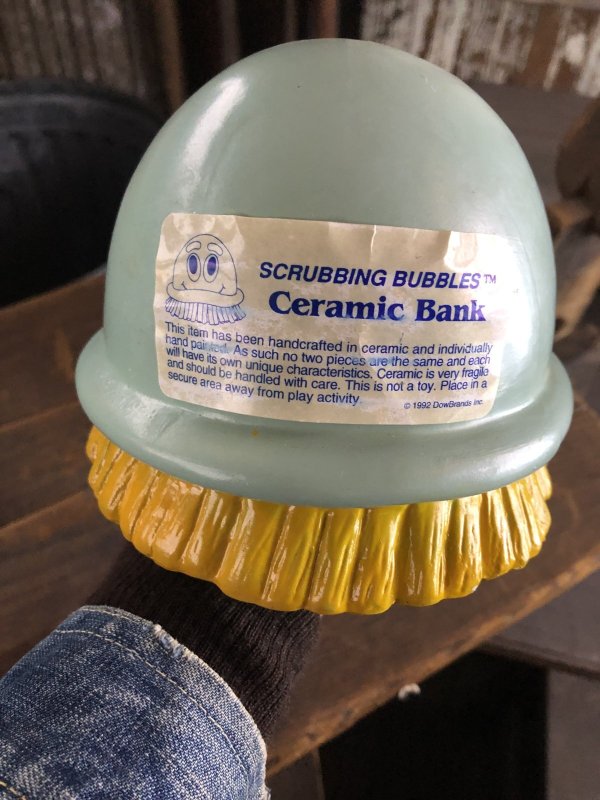 SCRUBBING BUBBLES™
Ceramic Bank
This item has been handcrafted in ceramic and individually
hand painted. As such no two pieces are the same and each
will have its own unique characteristics. Ceramic is very fragile
and should be handled with care. This is not a toy. Place in a
secure area away from play activity.
© 1992 DowBrands Inc.